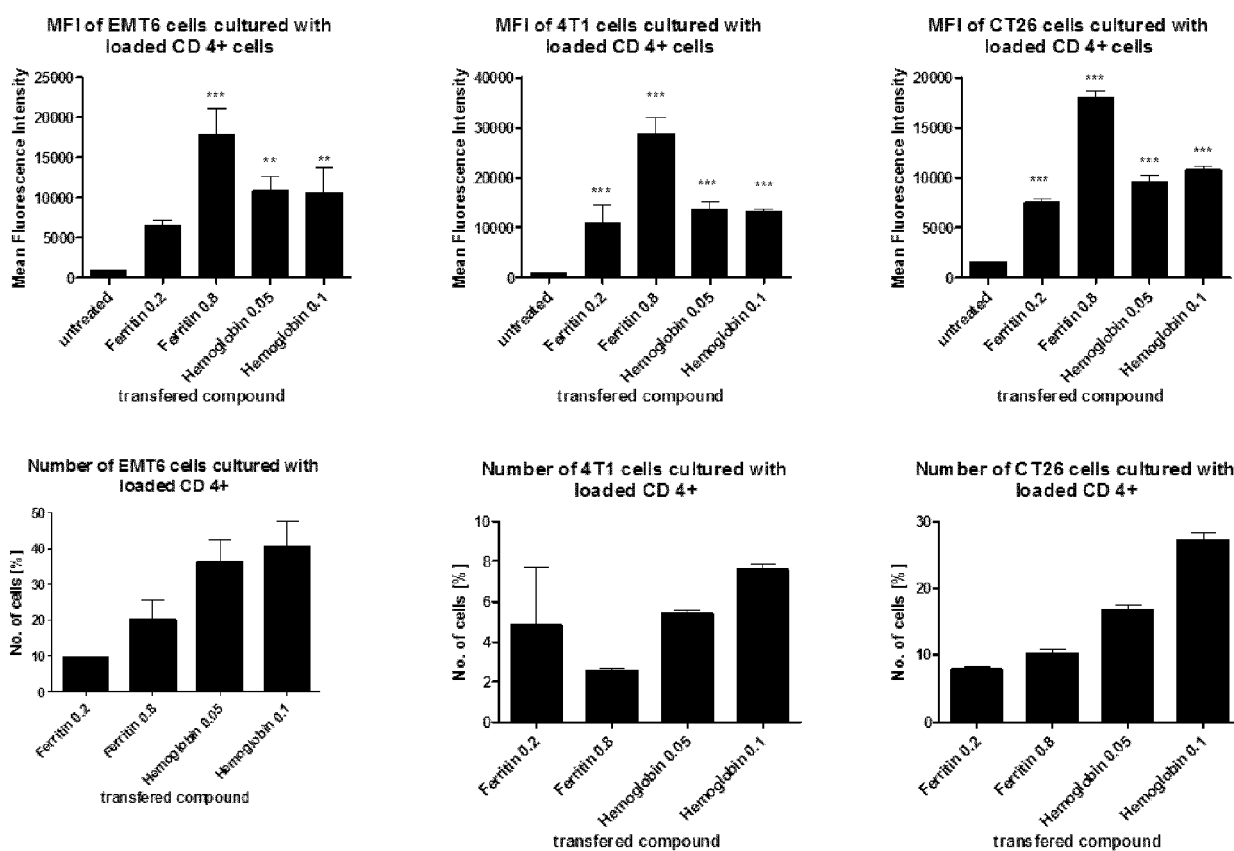 MFI of EMT6 cells cultured with
loaded CD 4+ cells
Mean Fluorescence Intensity
25000
20000
15000
10000
5000
0
***
**
**
untreated
Ferritin 0.2
Ferritin 0.8
Hemoglobin 0.05
Hemoglobin 0.1
transfered compound
MFI of 4T1 cells cultured with
loaded CD 4+ cells
Mean Fluorescence Intensity
40000
30000
20000
10000
0
***
***
***
***
untreated
Ferritin 0.2
Ferritin 0.8
Hemoglobin 0.05
Hemoglobin 0.1
transfered compound
MFI of CT26 cells cultured with
loaded CD 4+ cells
Mean Fluorescence Intensity
20000
15000
10000
5000
0
***
***
***
***
untreated
Ferritin 0.2
Ferritin 0.8
Hemoglobin 0.05
Hemoglobin 0.1
transfered compound
Number of EMT6 cells cultured with
loaded CD 4+
No. of cells [%]
50
40
30
20
10
0
Ferritin 0.2
Ferritin 0.8
Hemoglobin 0.05
Hemoglobin 0.1
transfered compound
Number of 4T1 cells cultured with
loaded CD 4+
No. of cells [%]
10
8
6
4
2
0
Ferritin 0.2
Ferritin 0.8
Hemoglobin 0.05
Hemoglobin 0.1
transfered compound
Number of CT26 cells cultured with
loaded CD 4+
No. of cells [%]
30
20
10
0
Ferritin 0.2
Ferritin 0.8
Hemoglobin 0.05
Hemoglobin 0.1
transfered compound